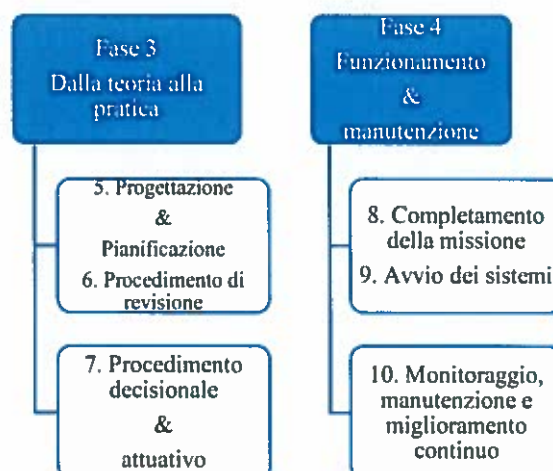 Fase 3
Dalla teoria alla
pratica
5. Progettazione
&
Pianificazione
6. Procedimento di
revisione
7. Procedimento
decisionale
&
attuativo
Fase 4
Funzionamento
&
manutenzione
8. Completamento
della missione
9. Avvio dei sistemi
10. Monitoraggio,
manutenzione e
miglioramento
continuo